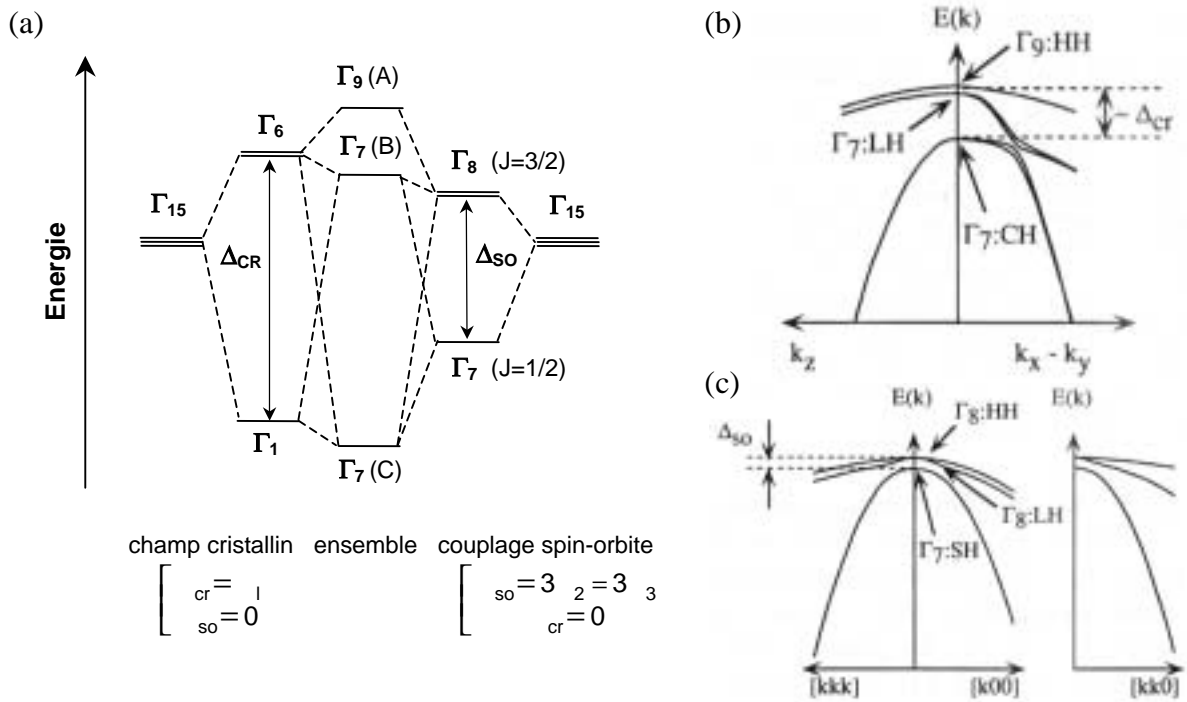 (a)
Energie
Γ15
Γ6
ΔCR
Γ1
Γ9 (A)
Γ7 (B)
Γ7 (C)
Γ8 (J=3/2)
ΔSO
Γ7 (J=1/2)
Γ15
champ cristallin ensemble couplage spin-orbite
cr = 1
so = 0
so = 3 2 = 3 3
cr = 0
(b)
E(k)
Γ9:HH
Γ7:LH
~ Δcr
Γ7:CH
kz
kx - ky
(c)
E(k)
E(k)
Δso
Γ8:HH
Γ8:LH
Γ7:SH
[kkk]
[k00]
[kk0]